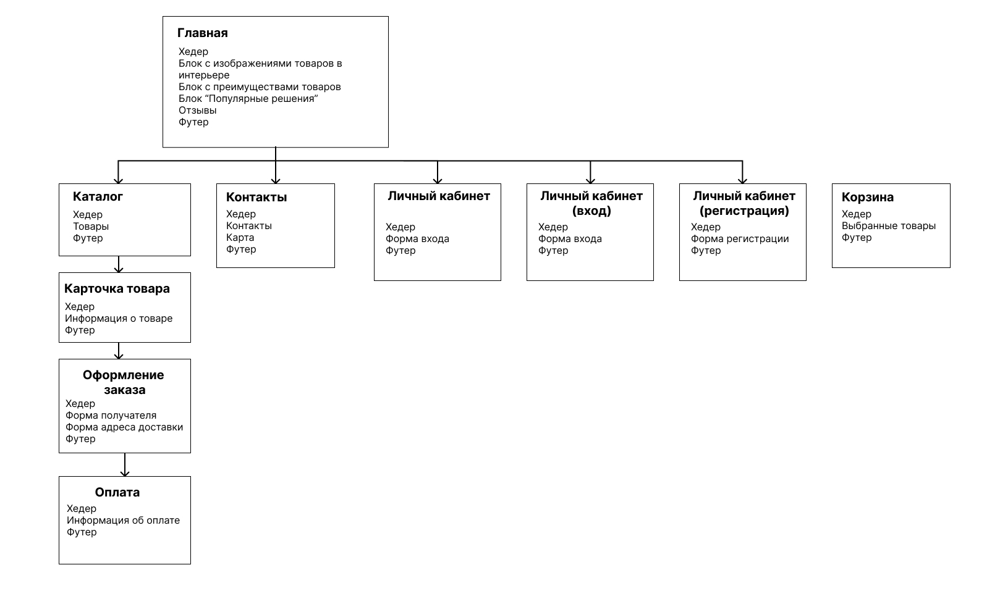 Главная
Хедер
Блок с изображениями товаров в
интерьере
Блок с преимуществами товаров
Блок “Популярные решения”
Отзывы
Футер
Каталог
Хедер
Товары
Футер
Контакты
Хедер
Контакты
Карта
Футер
Личный кабинет
Хедер
Форма входа
Футер
Личный кабинет
(вход)
Хедер
Форма входа
Футер
Личный кабинет
(регистрация)
Хедер
Форма регистрации
Футер
Корзина
Хедер
Выбранные товары
Футер
Карточка товара
Хедер
Информация о товаре
Футер
Оформление
заказа
Хедер
Форма получателя
Форма адреса доставки
Футер
Оплата
Хедер
Информация об оплате
Футер